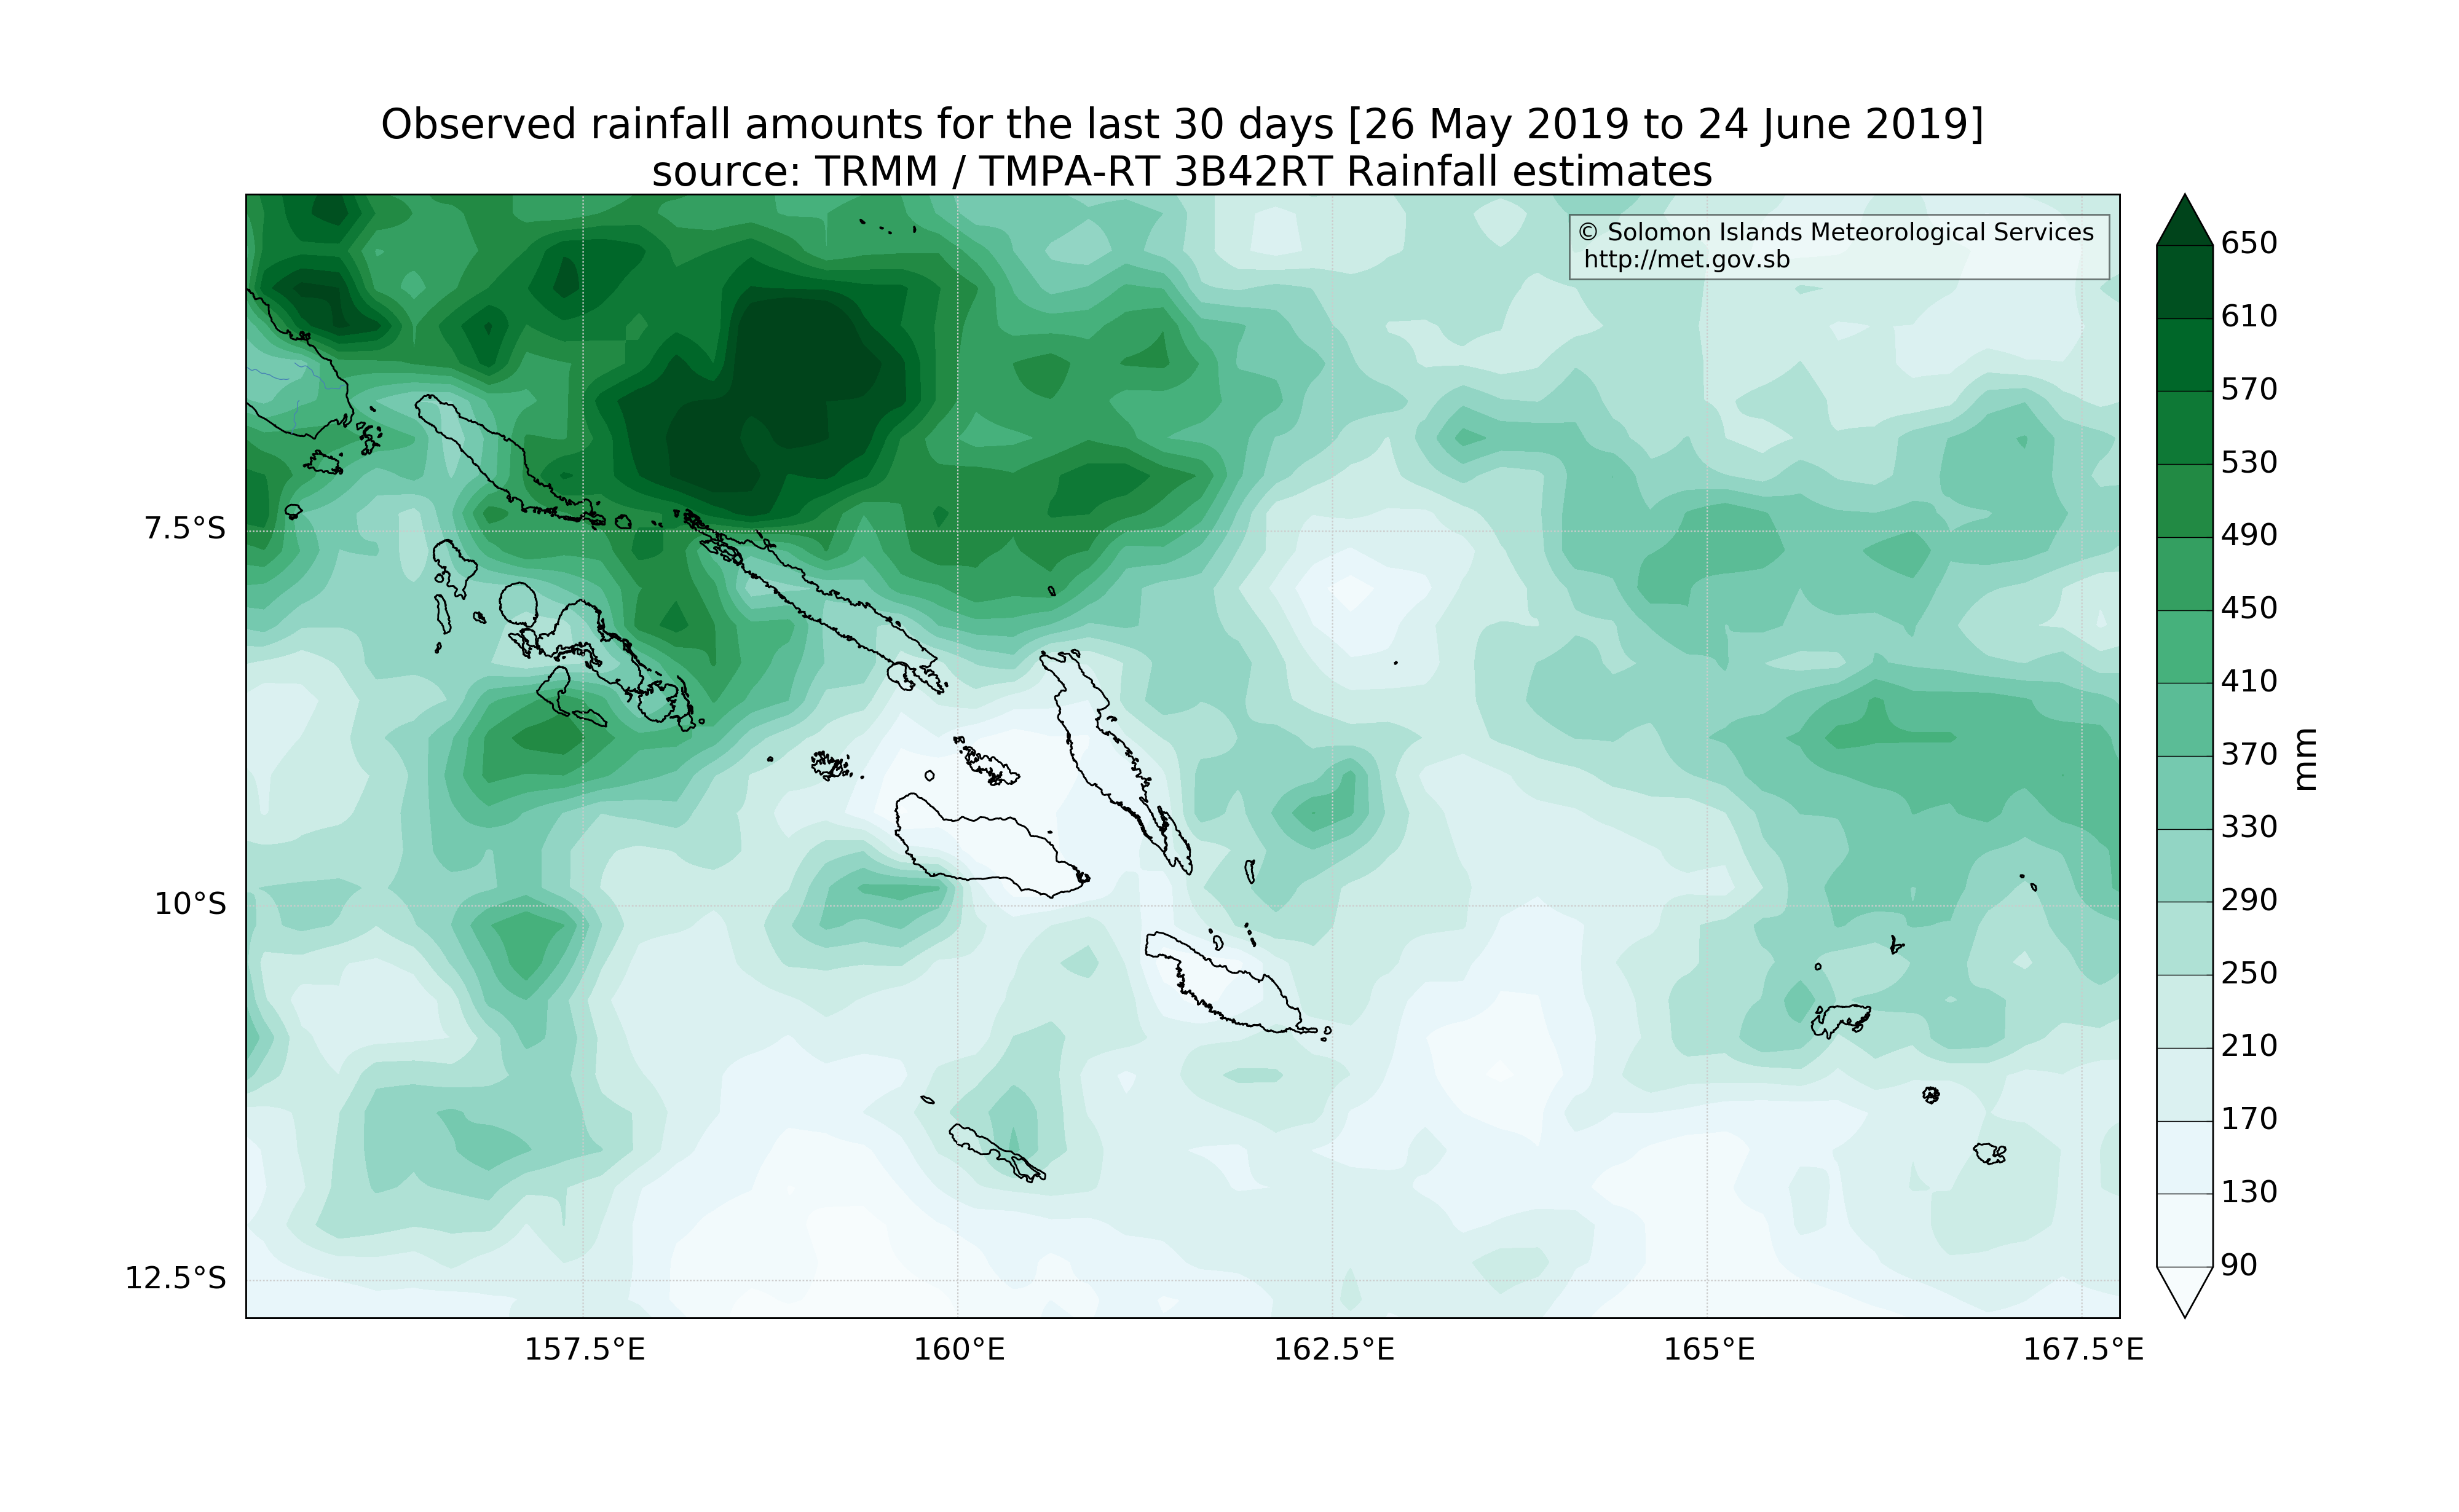 Observed rainfall amounts for the last 30 days [26 May 2019 to 24 June 2019]
source: TRMM / TMPA-RT 3B42RT Rainfall estimates
© Solomon Islands Meteorological Services
http://met.gov.sb
7.5°S
10°S
12.5°S
157.5°E
160°E
162.5°E
165°E
167.5°E
650
610
570
530
490
450
410
370
330
290
250
210
170
130
90
mm